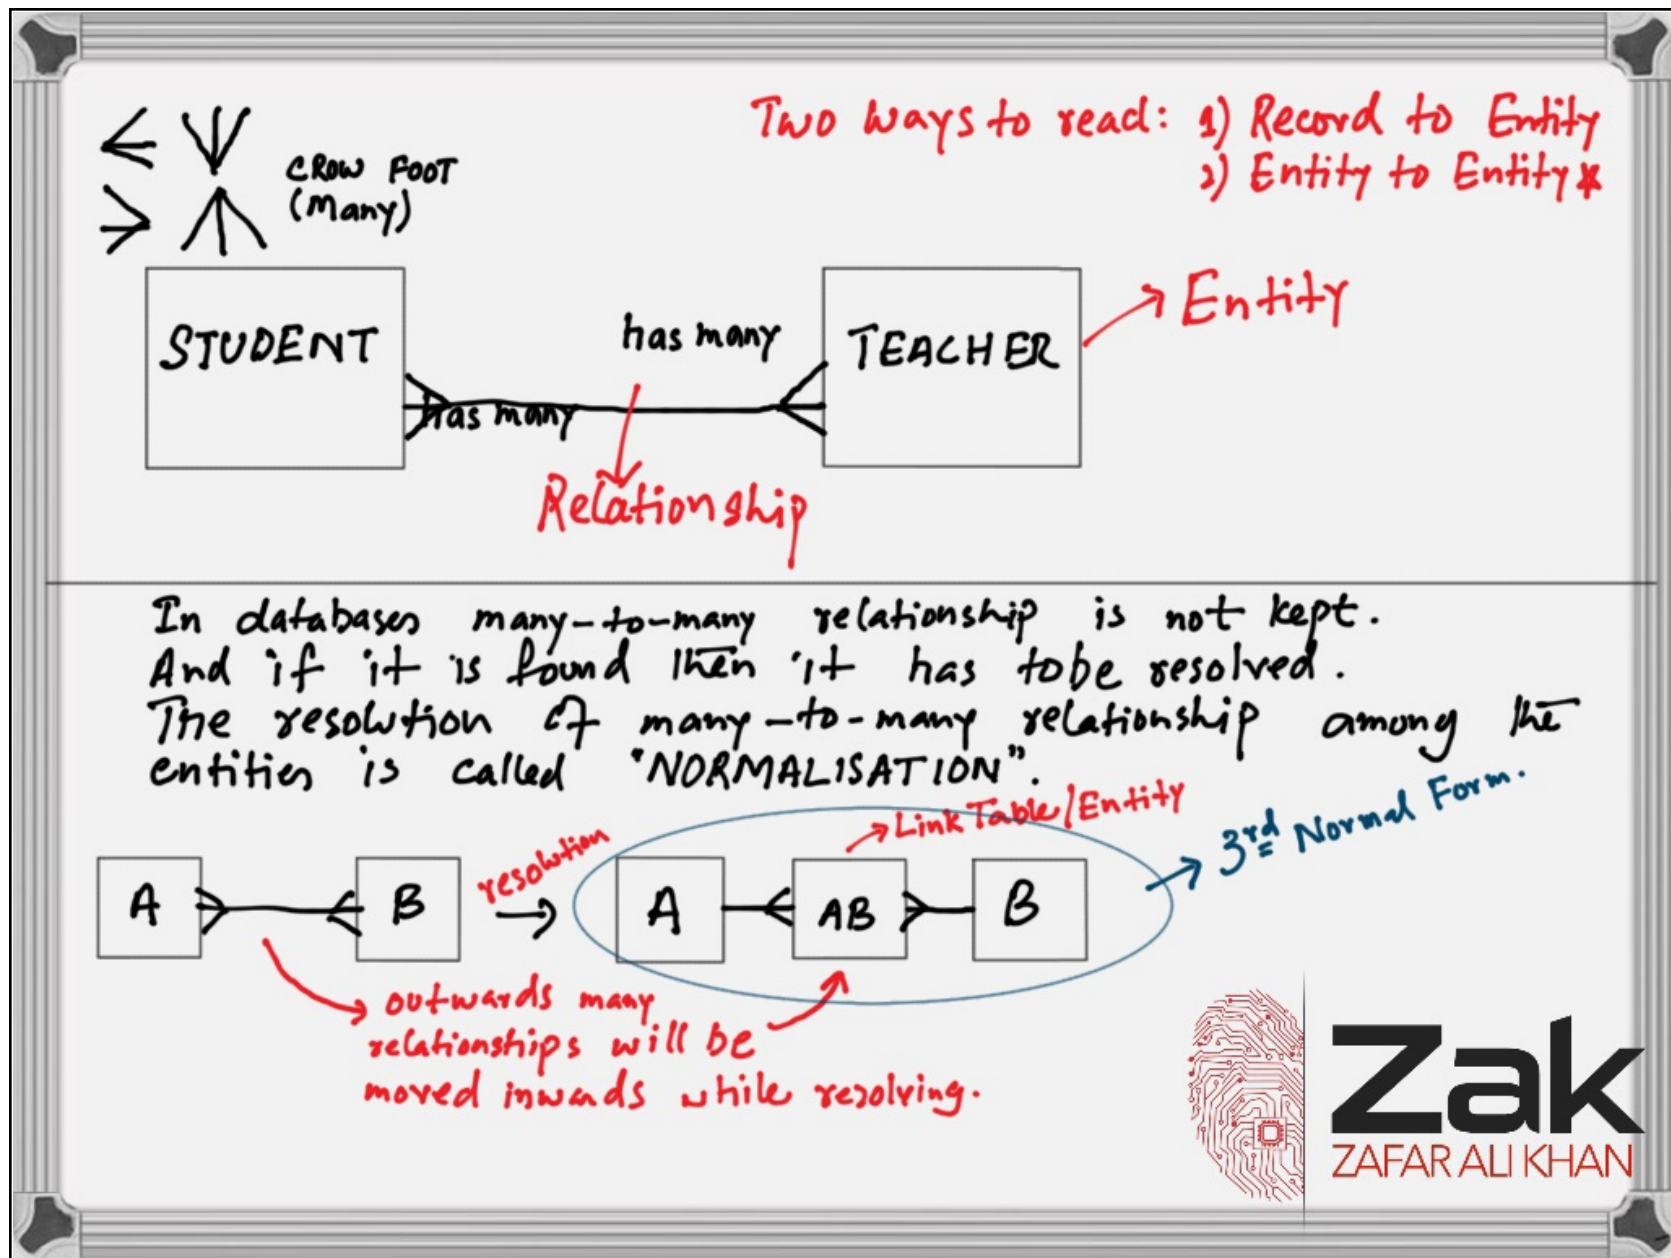 Two ways to read: 1) Record to Entity
2) Entity to Entity*
CROW FOOT
(Many)
STUDENT
has many
TEACHER
Entity
has many
Relationship
In databases many-to-many relationship is not kept.
And if it is found then it has tobe resolved.
The resolution of many-to-many relationship among the
entities is called "NORMALISATION".
Link Table/Entity
3rd Normal Form.
resolution
A
B
A
AB
B
outwards many
relationships will be
moved inwards while resolving.
Zak
ZAFAR ALI KHAN